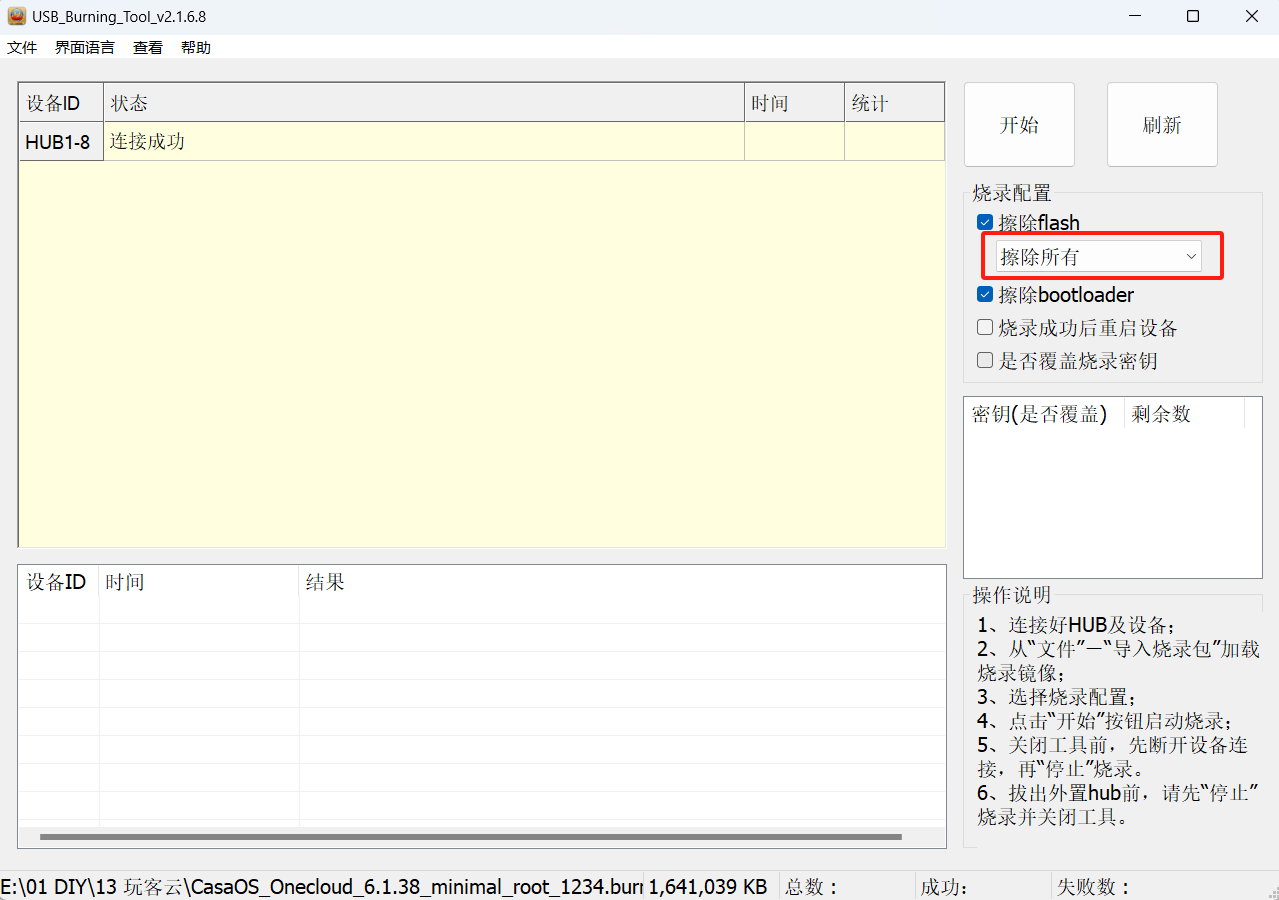 USB_Burning_Tool_v2.1.6.8
文件 界面语言 查看 帮助
设备ID 状态 时间 统计
HUB1-8 连接成功
开始 刷新
烧录配置
擦除flash
擦除所有
擦除bootloader
烧录成功后重启设备
是否覆盖烧录密钥
密钥(是否覆盖) 剩余数
设备ID 时间 结果
操作说明
1、连接好HUB及设备;
2、从“文件”—“导入烧录包”加载
烧录镜像;
3、选择烧录配置;
4、点击“开始”按钮启动烧录;
5、关闭工具前，先断开设备连
接，再“停止”烧录。
6、拔出外置hub前，请先“停止”
烧录并关闭工具。
E:\01 DIY\13 玩客云\CasaOS_Onecloud_6.1.38_minimal_root_1234.burn 1,641,039 KB 总数： 成功: 失败数：